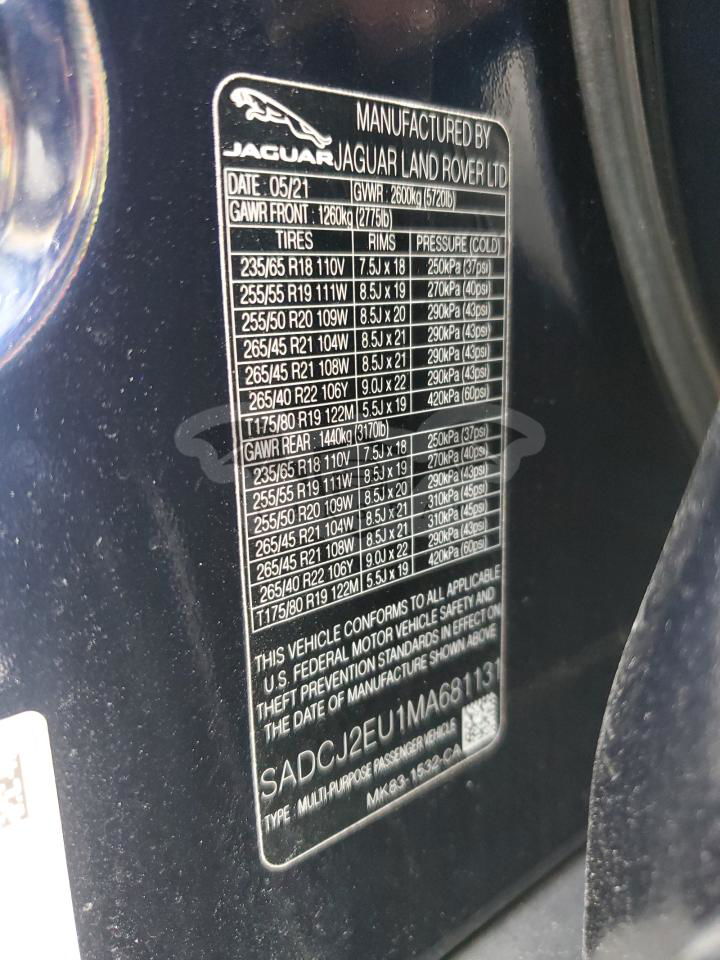 MANUFACTURED BY
JAGUAR JAGUAR LAND ROVER LTD
DATE : 05/21 GVWR : 2600kg (5720lb)
GAWR FRONT : 1260kg (2775lb)
TIRES RIMS PRESSURE (COLD)
235/65 R18 110V 7.5J x 18 250kPa (37psi)
255/55 R19 111W 8.5J x 19 270kPa (40psi)
255/50 R20 109W 8.5J x 20 290kPa (43psi)
265/45 R21 104W 8.5J x 21 290kPa (43psi)
265/45 R21 108W 8.5J x 21 290kPa (43psi)
265/40 R22 106Y 9.0J x 22 290kPa (43psi)
T175/80 R19 122M 5.5J x 19 420kPa (60psi)
GAWR REAR : 1440kg (3170lb)
235/65 R18 110V 7.5J x 18 250kPa (37psi)
255/55 R19 111W 8.5J x 19 270kPa (40psi)
255/50 R20 109W 8.5J x 20 290kPa (43psi)
265/45 R21 104W 8.5J x 21 310kPa (45psi)
265/45 R21 108W 8.5J x 21 310kPa (45psi)
265/40 R22 106Y 9.0J x 22 290kPa (43psi)
T175/80 R19 122M 5.5J x 19 420kPa (60psi)
THIS VEHICLE CONFORMS TO ALL APPLICABLE
U.S. FEDERAL MOTOR VEHICLE SAFETY AND
THEFT PREVENTION STANDARDS IN EFFECT ON
THE DATE OF MANUFACTURE SHOWN ABOVE
SADCJ2EU1MA681131
TYPE : MULTI-PURPOSE PASSENGER VEHICLE
MK83-1532-CA